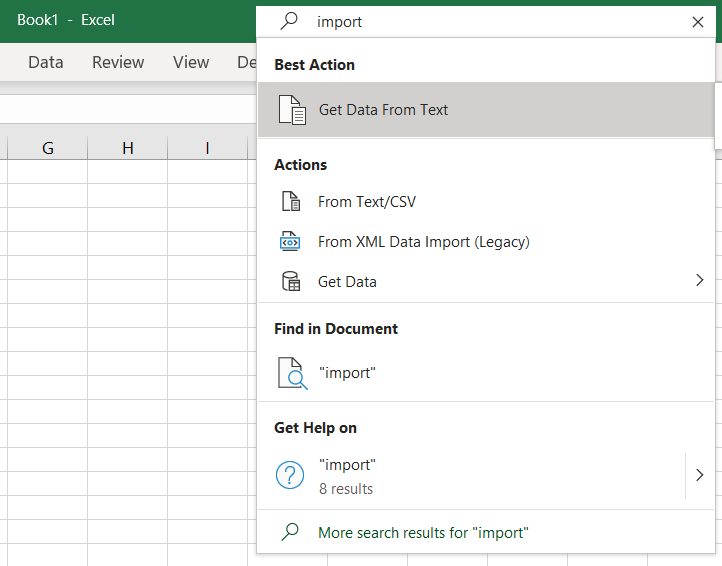 Book1 - Excel
import
Data Review View De
G H I
Best Action
Get Data From Text
Actions
From Text/CSV
From XML Data Import (Legacy)
Get Data
Find in Document
"import"
Get Help on
"import"
8 results
More search results for "import"